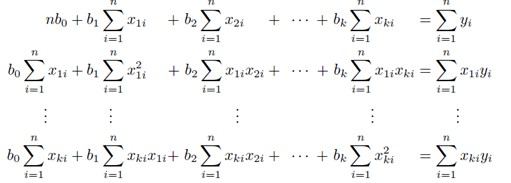 $nb_0 + b_1 \sum_{i=1}^{n} x_{1i} + b_2 \sum_{i=1}^{n} x_{2i} + \cdots + b_k \sum_{i=1}^{n} x_{ki} = \sum_{i=1}^{n} y_i$
$b_0 \sum_{i=1}^{n} x_{1i} + b_1 \sum_{i=1}^{n} x_{1i}^2 + b_2 \sum_{i=1}^{n} x_{1i} x_{2i} + \cdots + b_k \sum_{i=1}^{n} x_{1i} x_{ki} = \sum_{i=1}^{n} x_{1i} y_i$
$\vdots \quad \vdots \quad \vdots \quad \vdots \quad \vdots$
$b_0 \sum_{i=1}^{n} x_{ki} + b_1 \sum_{i=1}^{n} x_{ki} x_{1i} + b_2 \sum_{i=1}^{n} x_{ki} x_{2i} + \cdots + b_k \sum_{i=1}^{n} x_{ki}^2 = \sum_{i=1}^{n} x_{ki} y_i$